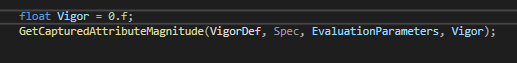 float Vigor = 0.f;
GetCapturedAttributeMagnitude(VigorDef, Spec, EvaluationParameters, Vigor);